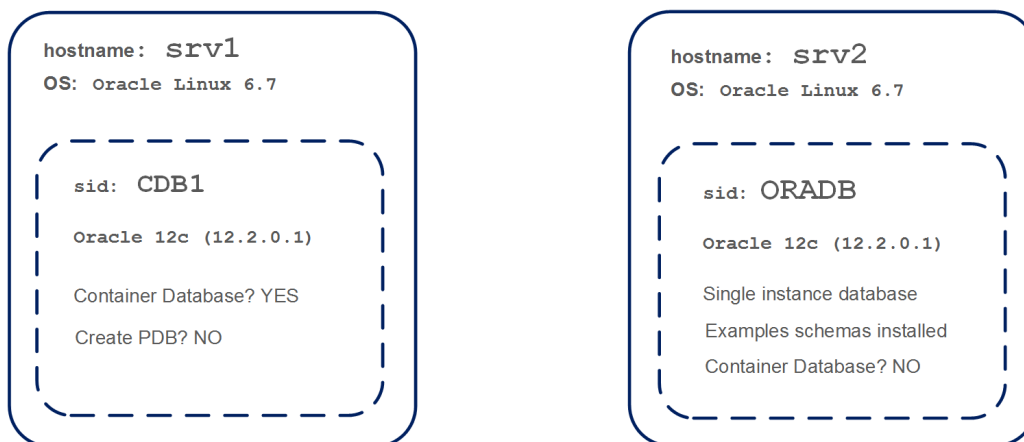 hostname: srv1
OS: Oracle Linux 6.7
sid: CDB1
Oracle 12c (12.2.0.1)
Container Database? YES
Create PDB? NO
hostname: srv2
OS: Oracle Linux 6.7
sid: ORADB
Oracle 12c (12.2.0.1)
Single instance database
Examples schemas installed
Container Database? NO